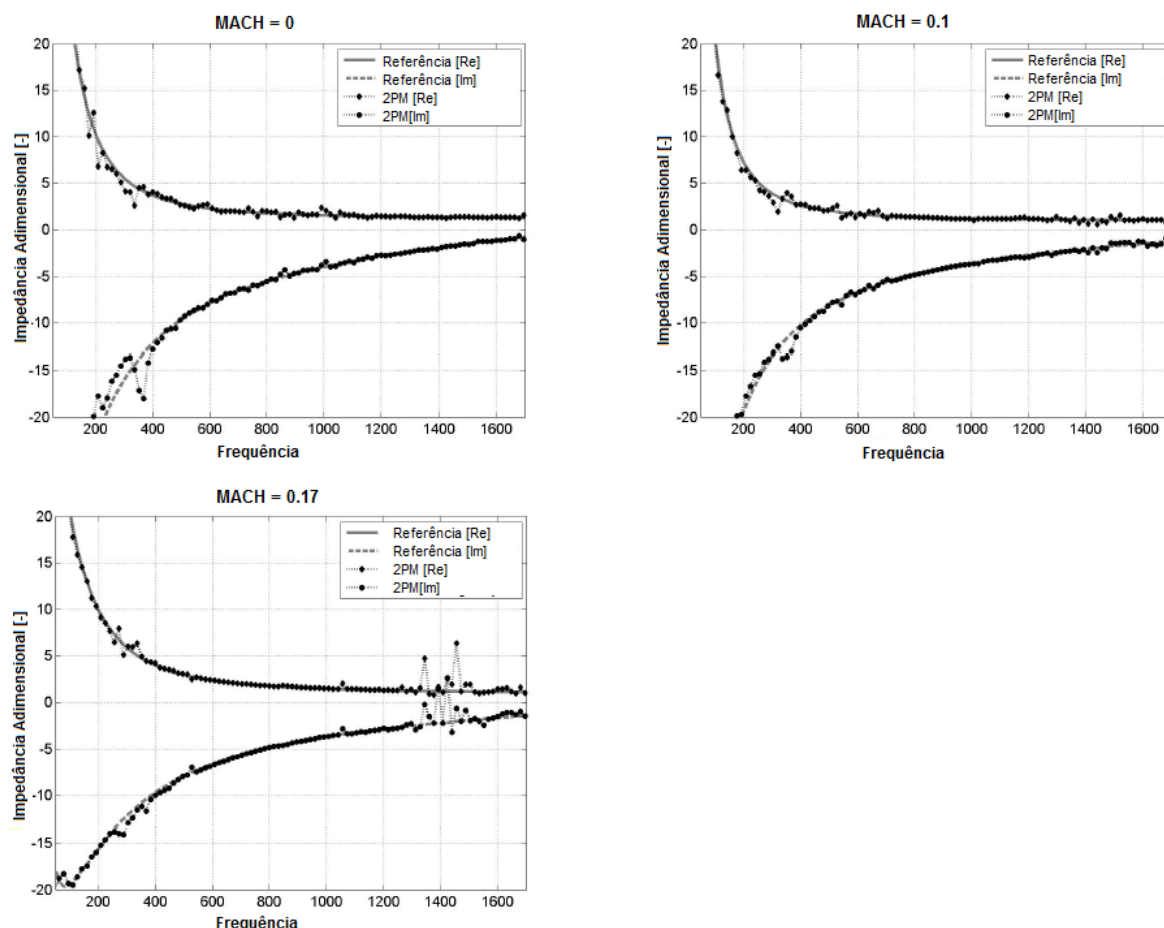 MACH = 0
20
15
10
5
0
-5
-10
-15
-20
200
400
600
800
1000
1200
1400
1600
Impedância Adimensional [-]
Frequência
Referência [Re]
Referência [Im]
2PM [Re]
2PM[Im]
MACH = 0.1
20
15
10
5
0
-5
-10
-15
-20
200
400
600
800
1000
1200
1400
1600
Impedância Adimensional [-]
Frequência
Referência [Re]
Referência [Im]
2PM [Re]
2PM[Im]
MACH = 0.17
20
15
10
5
0
-5
-10
-15
-20
200
400
600
800
1000
1200
1400
1600
Impedância Adimensional [-]
Frequência
Referência [Re]
Referência [Im]
2PM [Re]
2PM[Im]